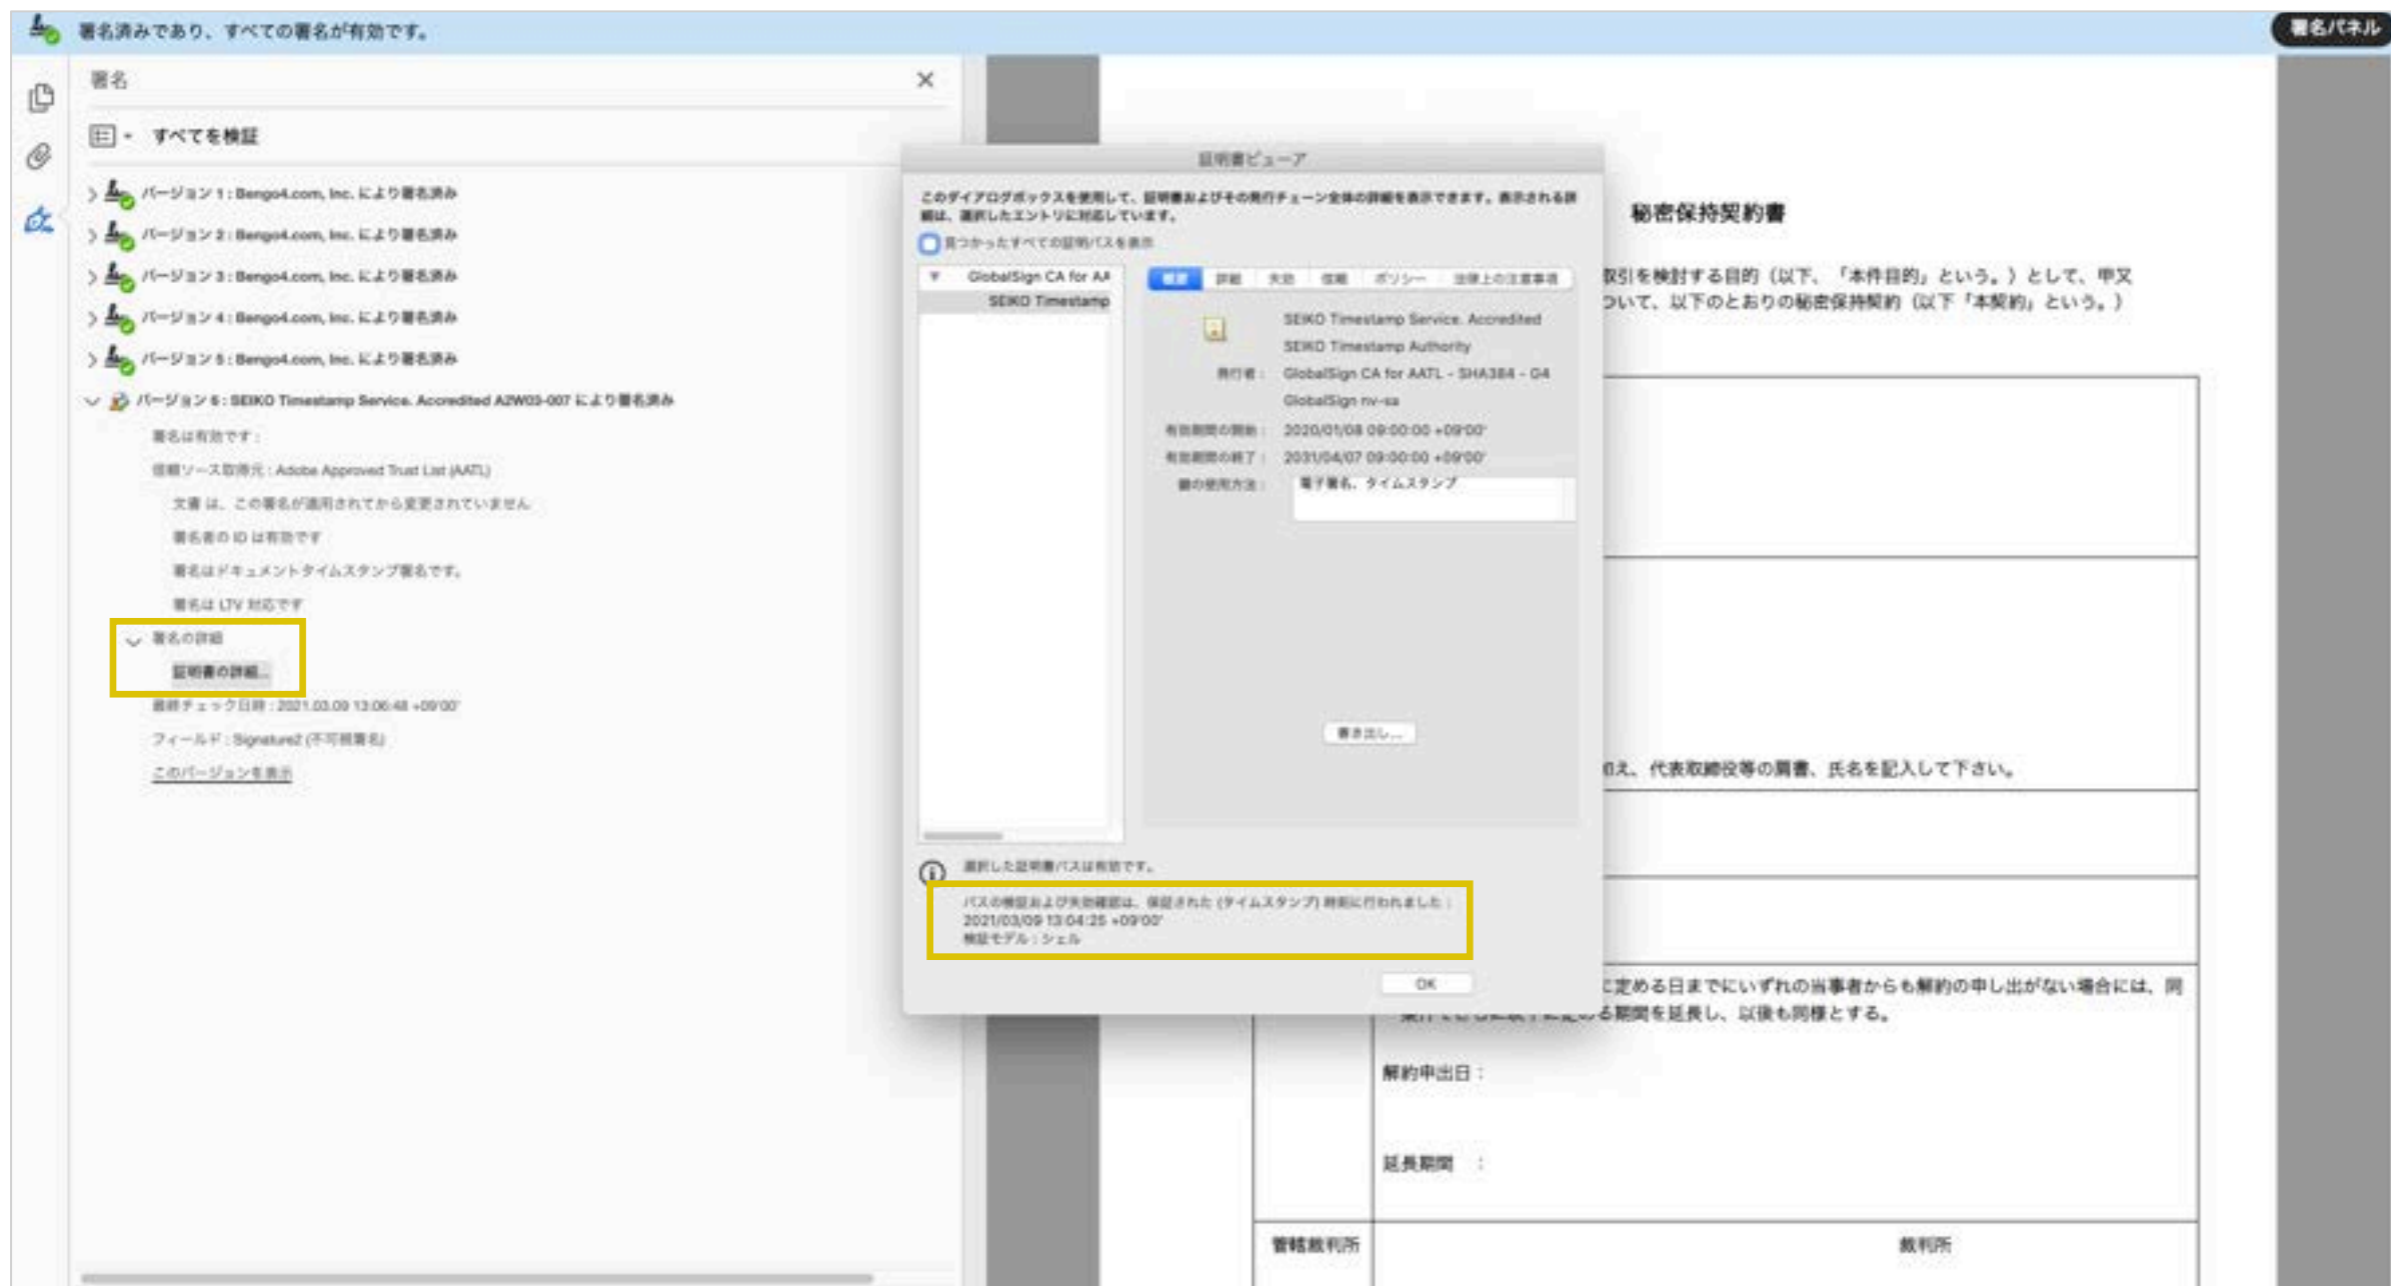 署名済みであり、すべての署名が有効です。
署名パネル
署名
すべてを検証
バージョン 1 : Bengo4.com, Inc. により署名済み
バージョン 2 : Bengo4.com, Inc. により署名済み
バージョン 3 : Bengo4.com, Inc. により署名済み
バージョン 4 : Bengo4.com, Inc. により署名済み
バージョン 5 : Bengo4.com, Inc. により署名済み
バージョン 6 : SEIKO Timestamp Service. Accredited A2W03-007 により署名済み
署名は有効です :
信頼ソース取得元 : Adobe Approved Trust List (AATL)
文書 は、この署名が適用されてから変更されていません
署名者の ID は有効です
署名はドキュメントタイムスタンプ署名です。
署名は LTV 対応です
署名の詳細
証明書の詳細...
最終チェック日時 : 2021.03.09 13:06:48 +09'00'
フィールド : Signature2 (不可視署名)
このバージョンを表示
証明書ビューア
このダイアログボックスを使用して、証明書およびその発行チェーン全体の詳細を表示できます。表示される詳
細は、選択したエントリに対応しています。
見つかったすべての証明パスを表示
GlobalSign CA for AA
SEIKO Timestamp
概要 詳細 失効 信頼 ポリシー 法律上の注意事項
SEIKO Timestamp Service. Accredited
SEIKO Timestamp Authority
発行者 : GlobalSign CA for AATL - SHA384 - G4
GlobalSign nv-sa
有効期間の開始 : 2020/01/08 09:00:00 +09'00'
有効期間の終了 : 2031/04/07 09:00:00 +09'00'
鍵の使用方法 : 電子署名、タイムスタンプ
書き出し...
選択した証明書パスは有効です。
パスの検証および失効確認は、保証された (タイムスタンプ) 時刻に行われました :
2021/03/09 13:04:25 +09'00'
検証モデル : シェル
OK
秘密保持契約書
取引を検討する目的（以下、「本件目的」という。）として、甲又
ついて、以下のとおりの秘密保持契約（以下「本契約」という。）
加え、代表取締役等の肩書、氏名を記入して下さい。
に定める日までにいずれの当事者からも解約の申し出がない場合には、同
る期間を延長し、以後も同様とする。
解約申出日：
延長期間 ：
管轄裁判所 裁判所